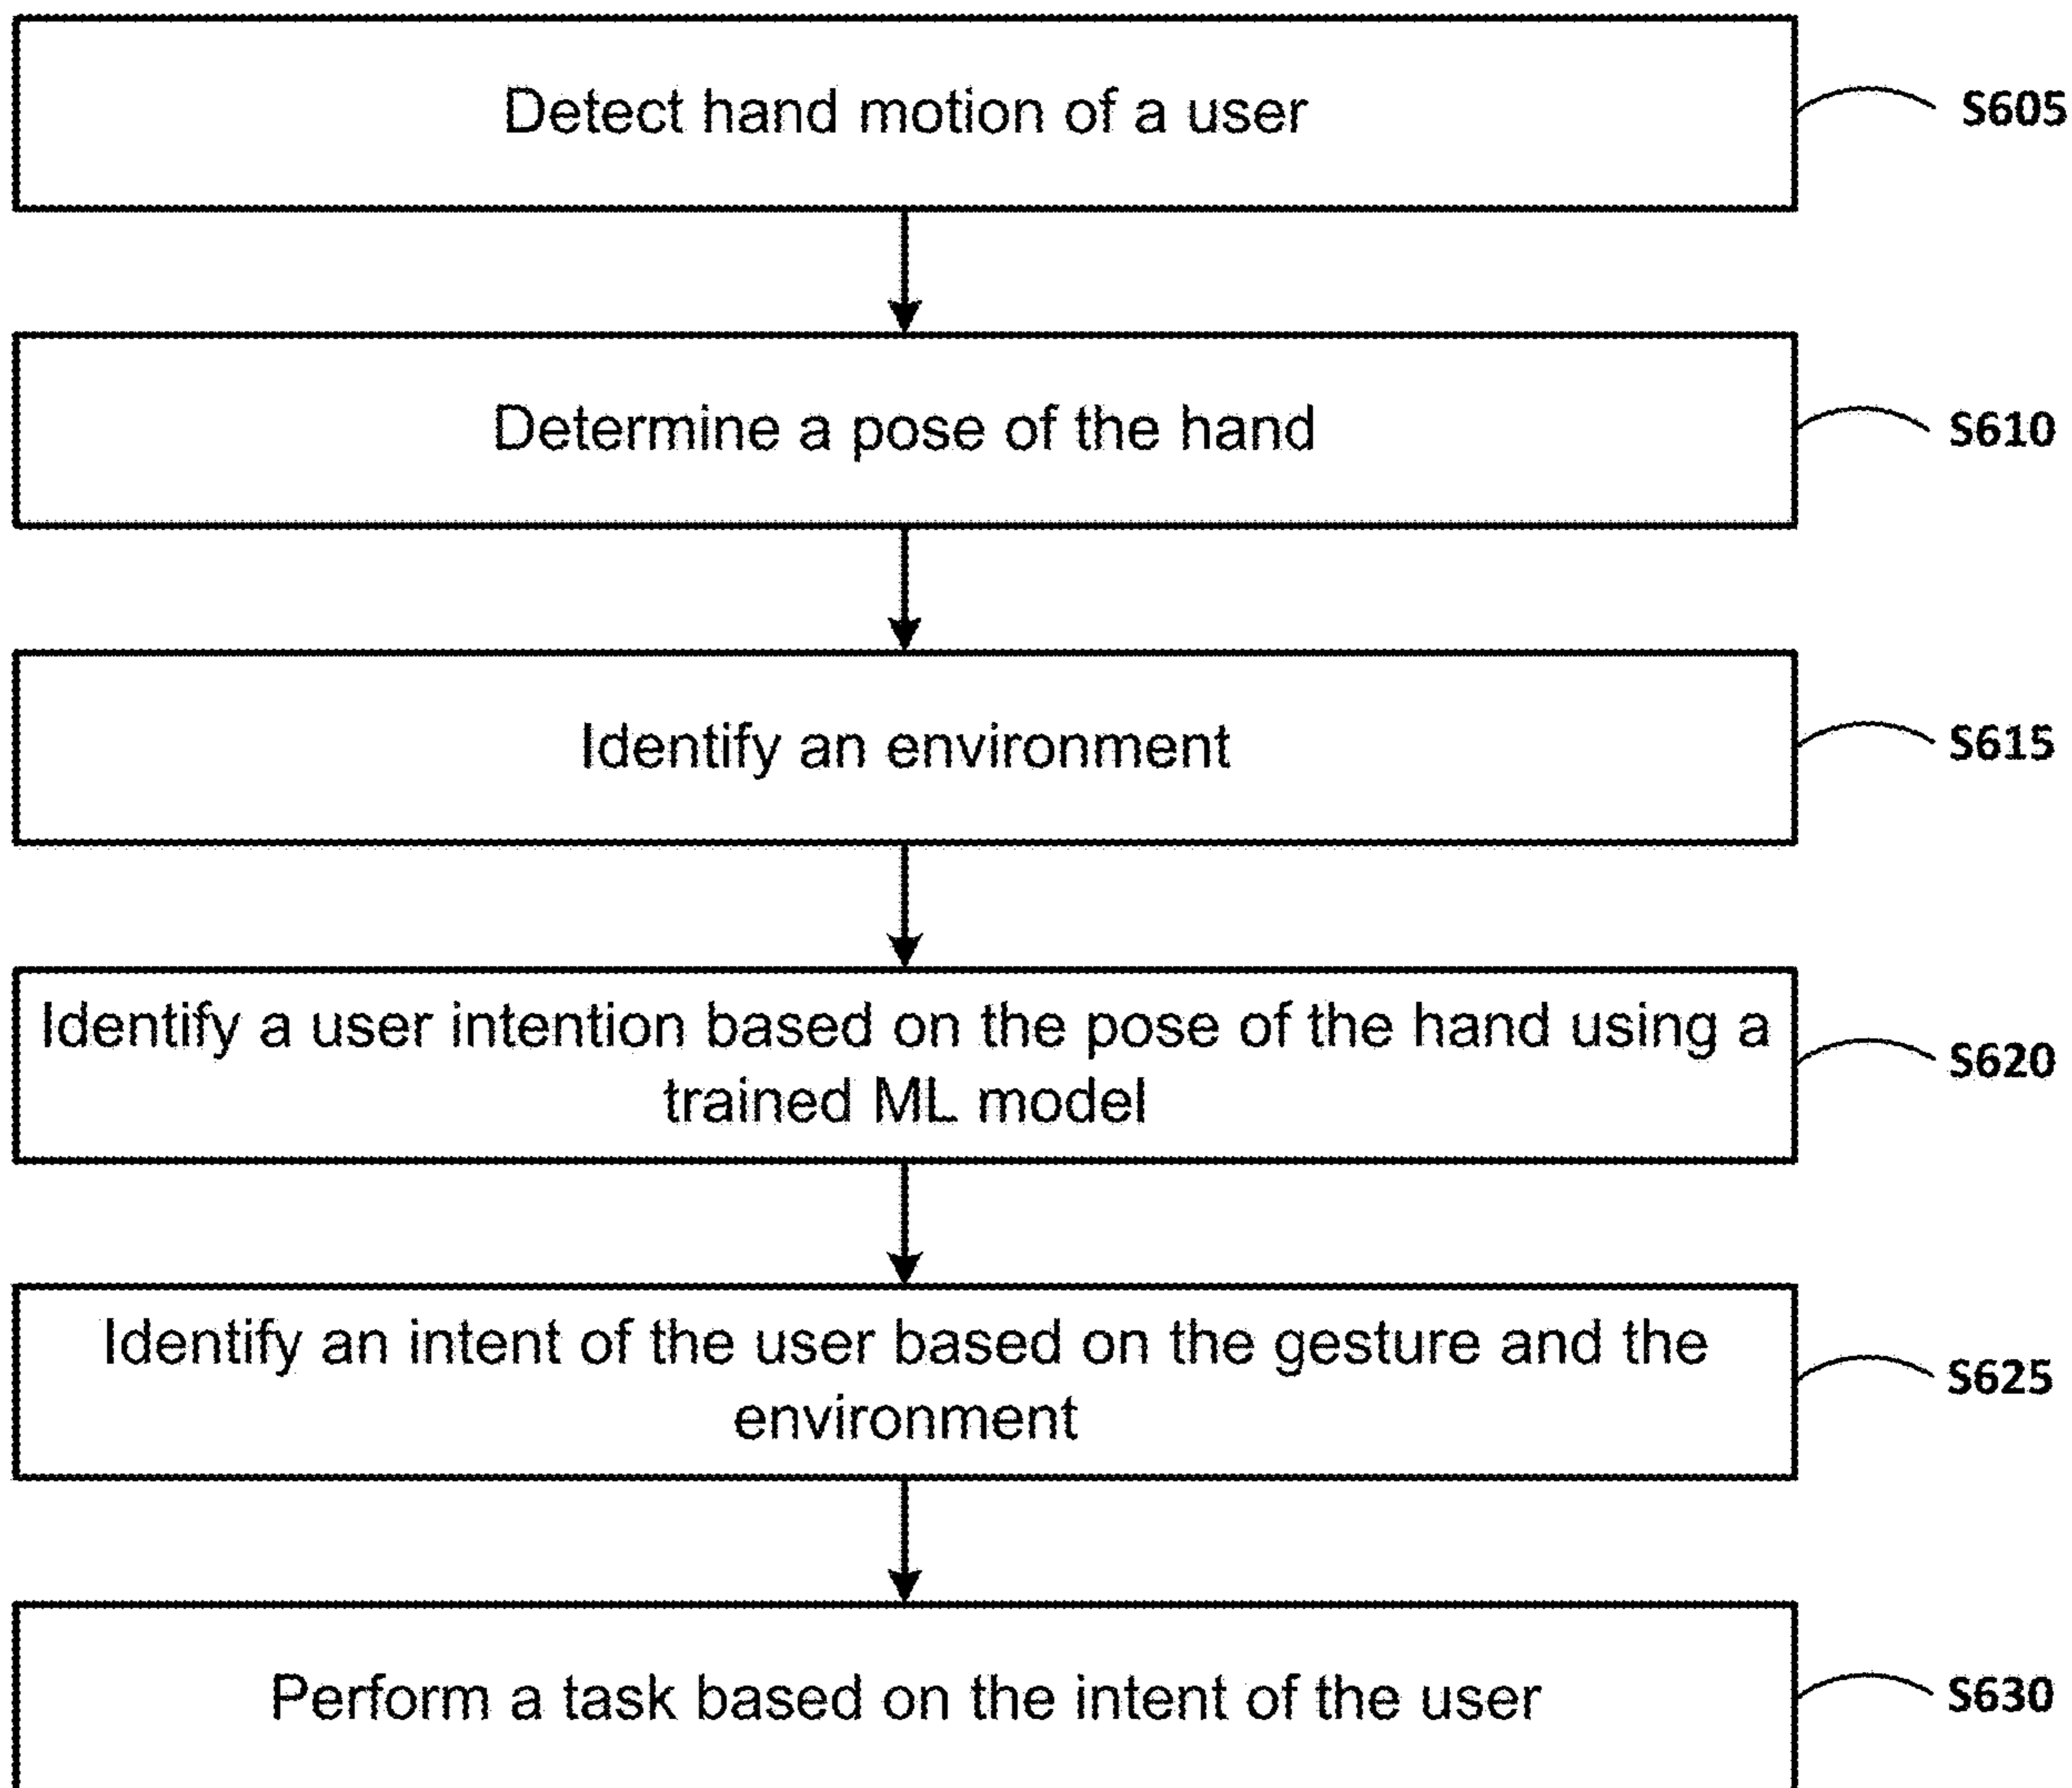 Detect hand motion of a user
S605
Determine a pose of the hand
S610
Identify an environment
S615
Identify a user intention based on the pose of the hand using a
trained ML model
S620
Identify an intent of the user based on the gesture and the
environment
S625
Perform a task based on the intent of the user
S630